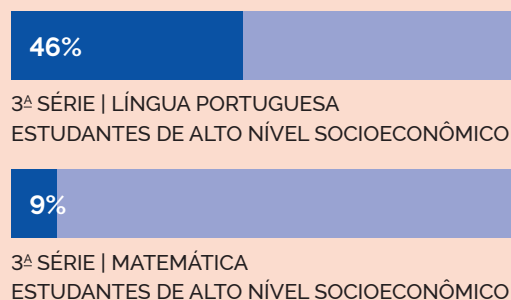 46%
3ª SÉRIE | LÍNGUA PORTUGUESA
ESTUDANTES DE ALTO NÍVEL SOCIOECONÔMICO
9%
3ª SÉRIE | MATEMÁTICA
ESTUDANTES DE ALTO NÍVEL SOCIOECONÔMICO